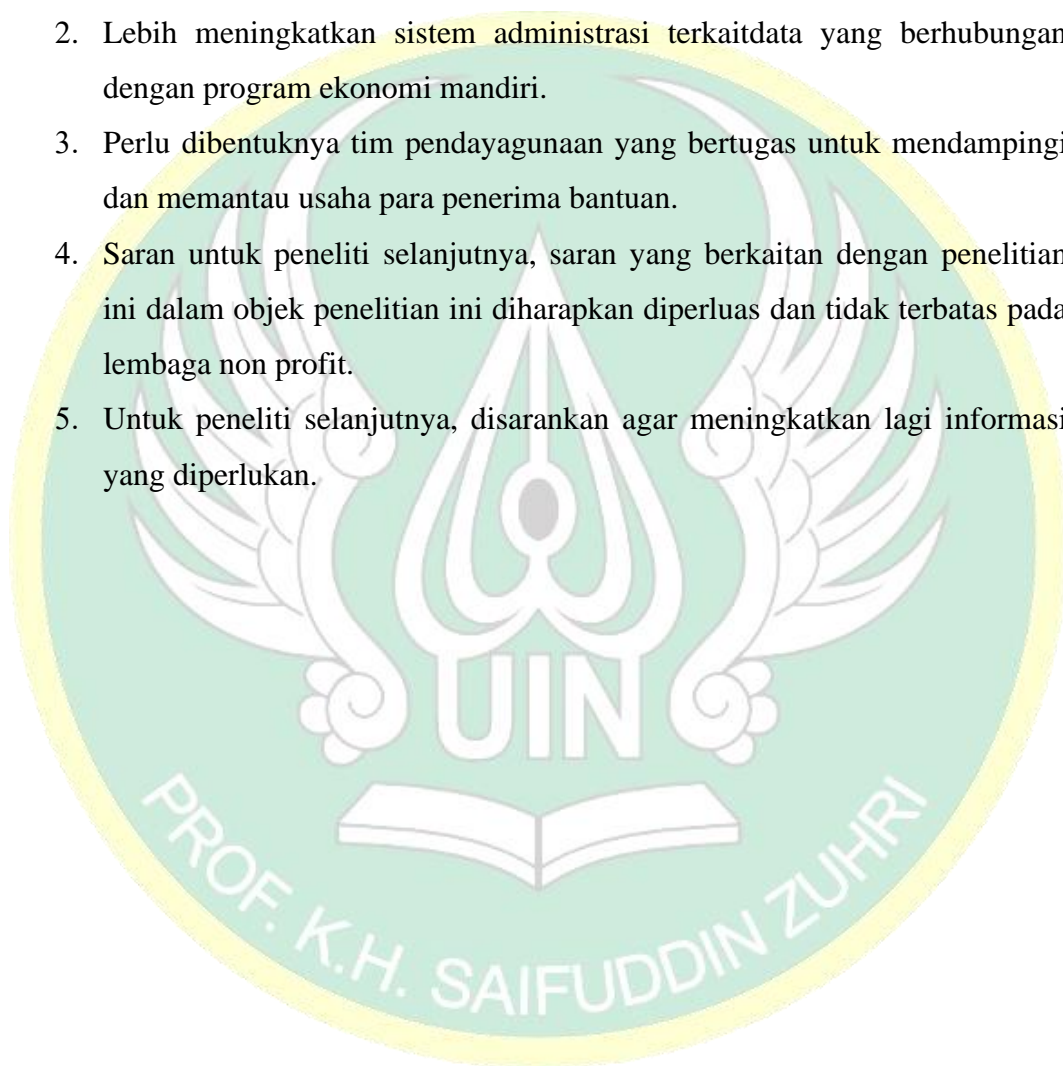 2. Lebih meningkatkan sistem administrasi terkaitdata yang berhubungan
dengan program ekonomi mandiri.
3. Perlu dibentuknya tim pendayagunaan yang bertugas untuk mendampingi
dan memantau usaha para penerima bantuan.
4. Saran untuk peneliti selanjutnya, saran yang berkaitan dengan penelitian
ini dalam objek penelitian ini diharapkan diperluas dan tidak terbatas pada
lembaga non profit.
5. Untuk peneliti selanjutnya, disarankan agar meningkatkan lagi informasi
yang diperlukan.
UIN
PROF. K.H. SAIFUDDIN ZUHRI